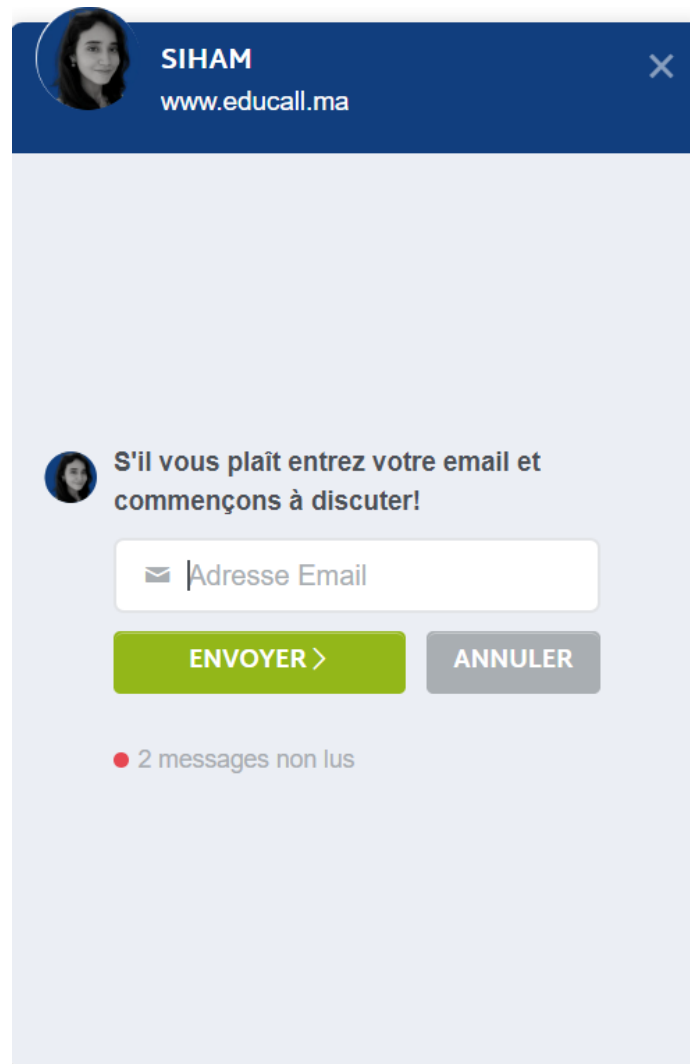 SIHAM
www.educall.ma
S'il vous plaît entrez votre email et
commençons à discuter!
Adresse Email
ENVOYER
ANNULER
2 messages non lus